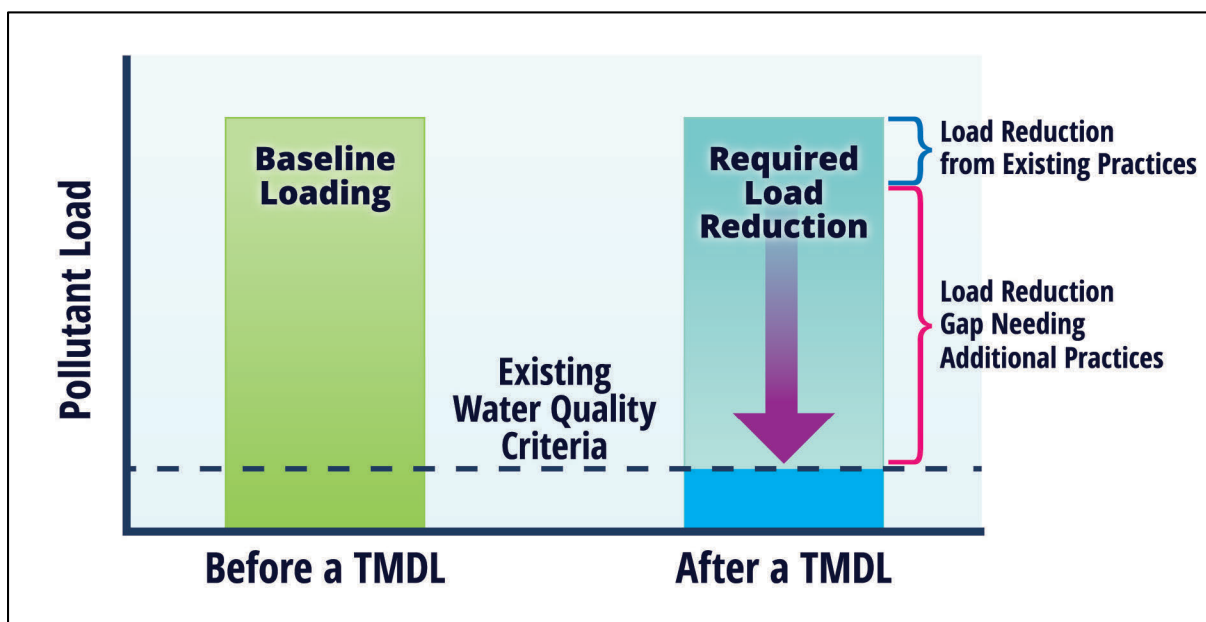 Pollutant Load
Baseline
Loading
Existing
Water Quality
Criteria
Required
Load
Reduction
Load Reduction
from Existing Practices
Load Reduction
Gap Needing
Additional Practices
Before a TMDL
After a TMDL